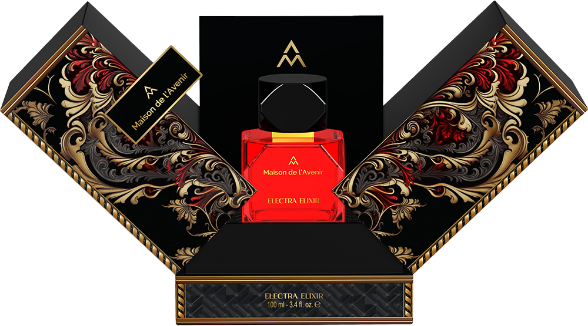 Maison de l'Avenir
Maison de l'Avenir
ELECTRA ELIXIR
ELECTRA ELIXIR
100 ml - 3.4 fl. oz. ℮